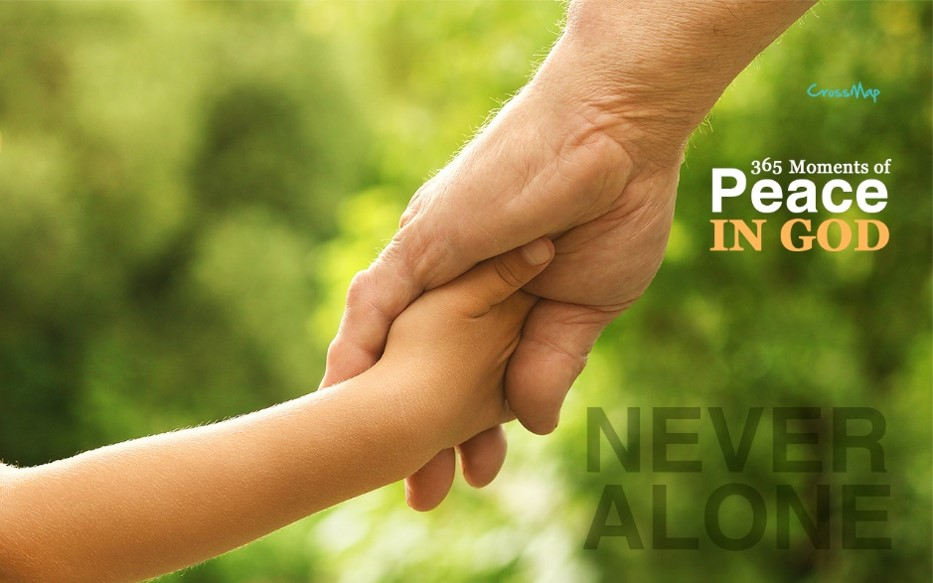 CrossMap
365 Moments of
Peace
IN GOD
NEVER
ALONE